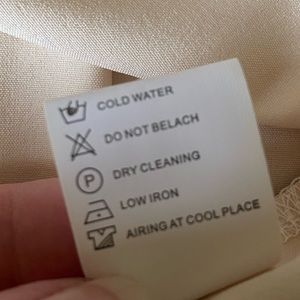 COLD WATER
DO NOT BELACH
P DRY CLEANING
LOW IRON
AIRING AT COOL PLACE